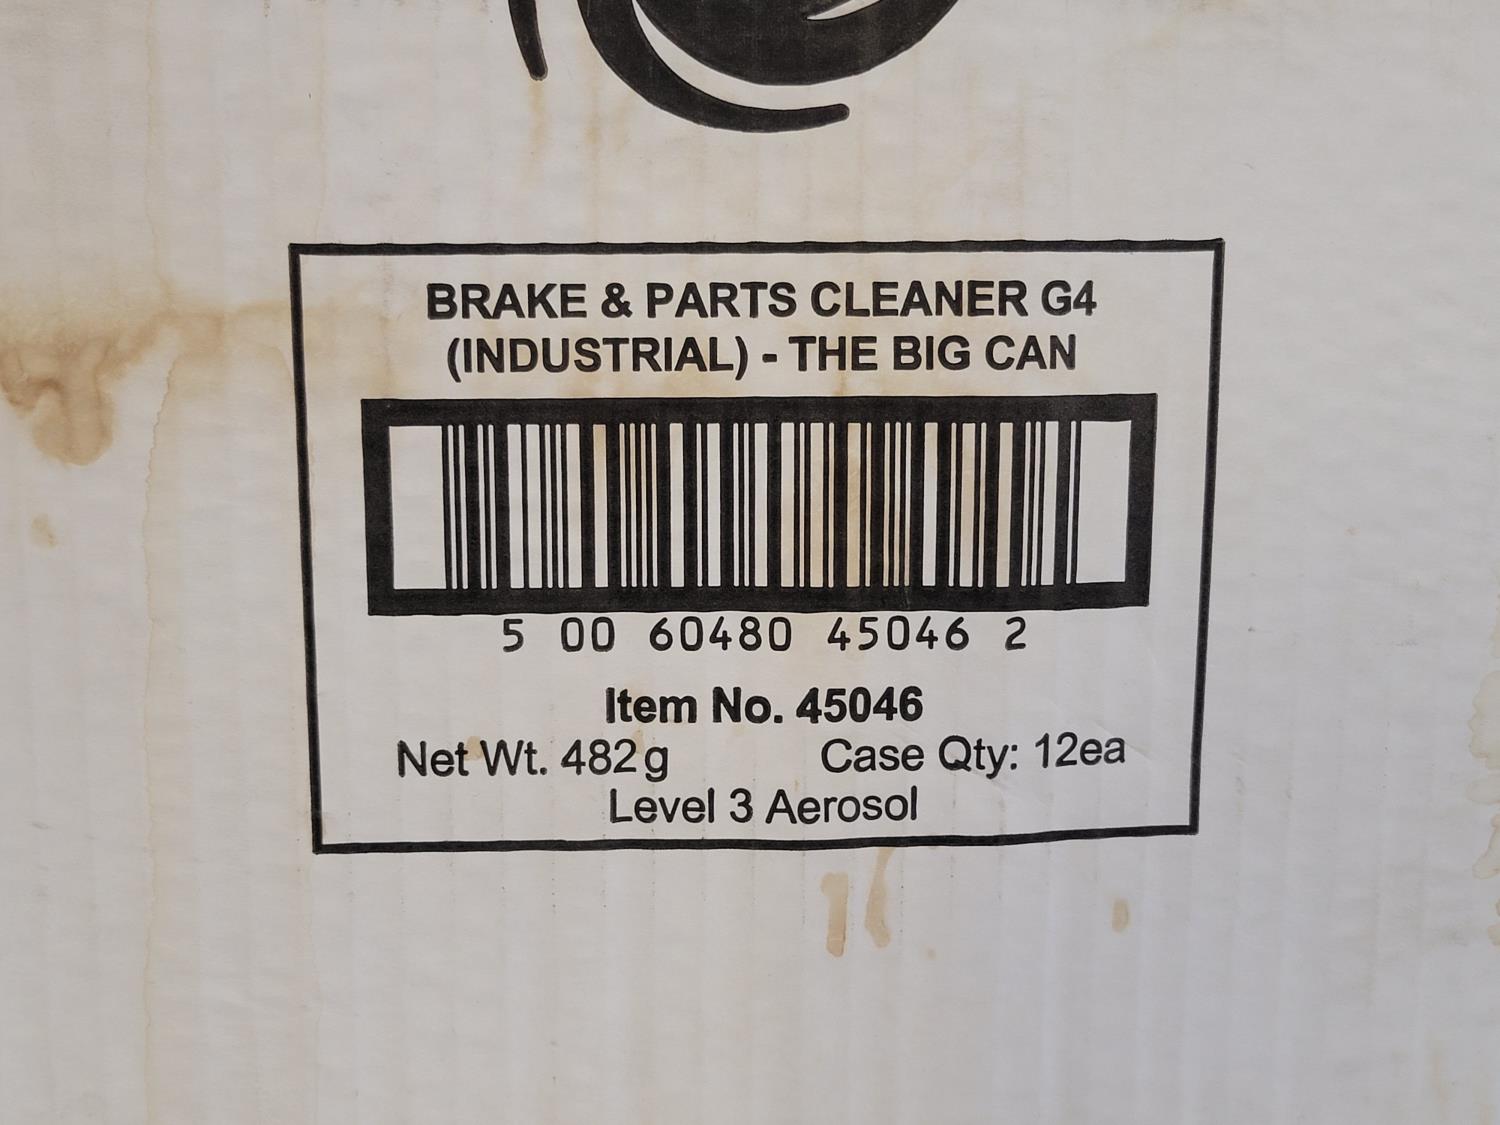 BRAKE & PARTS CLEANER G4
(INDUSTRIAL) - THE BIG CAN
5 00 60480 45046 2
Item No. 45046
Net Wt. 482g Case Qty: 12ea
Level 3 Aerosol